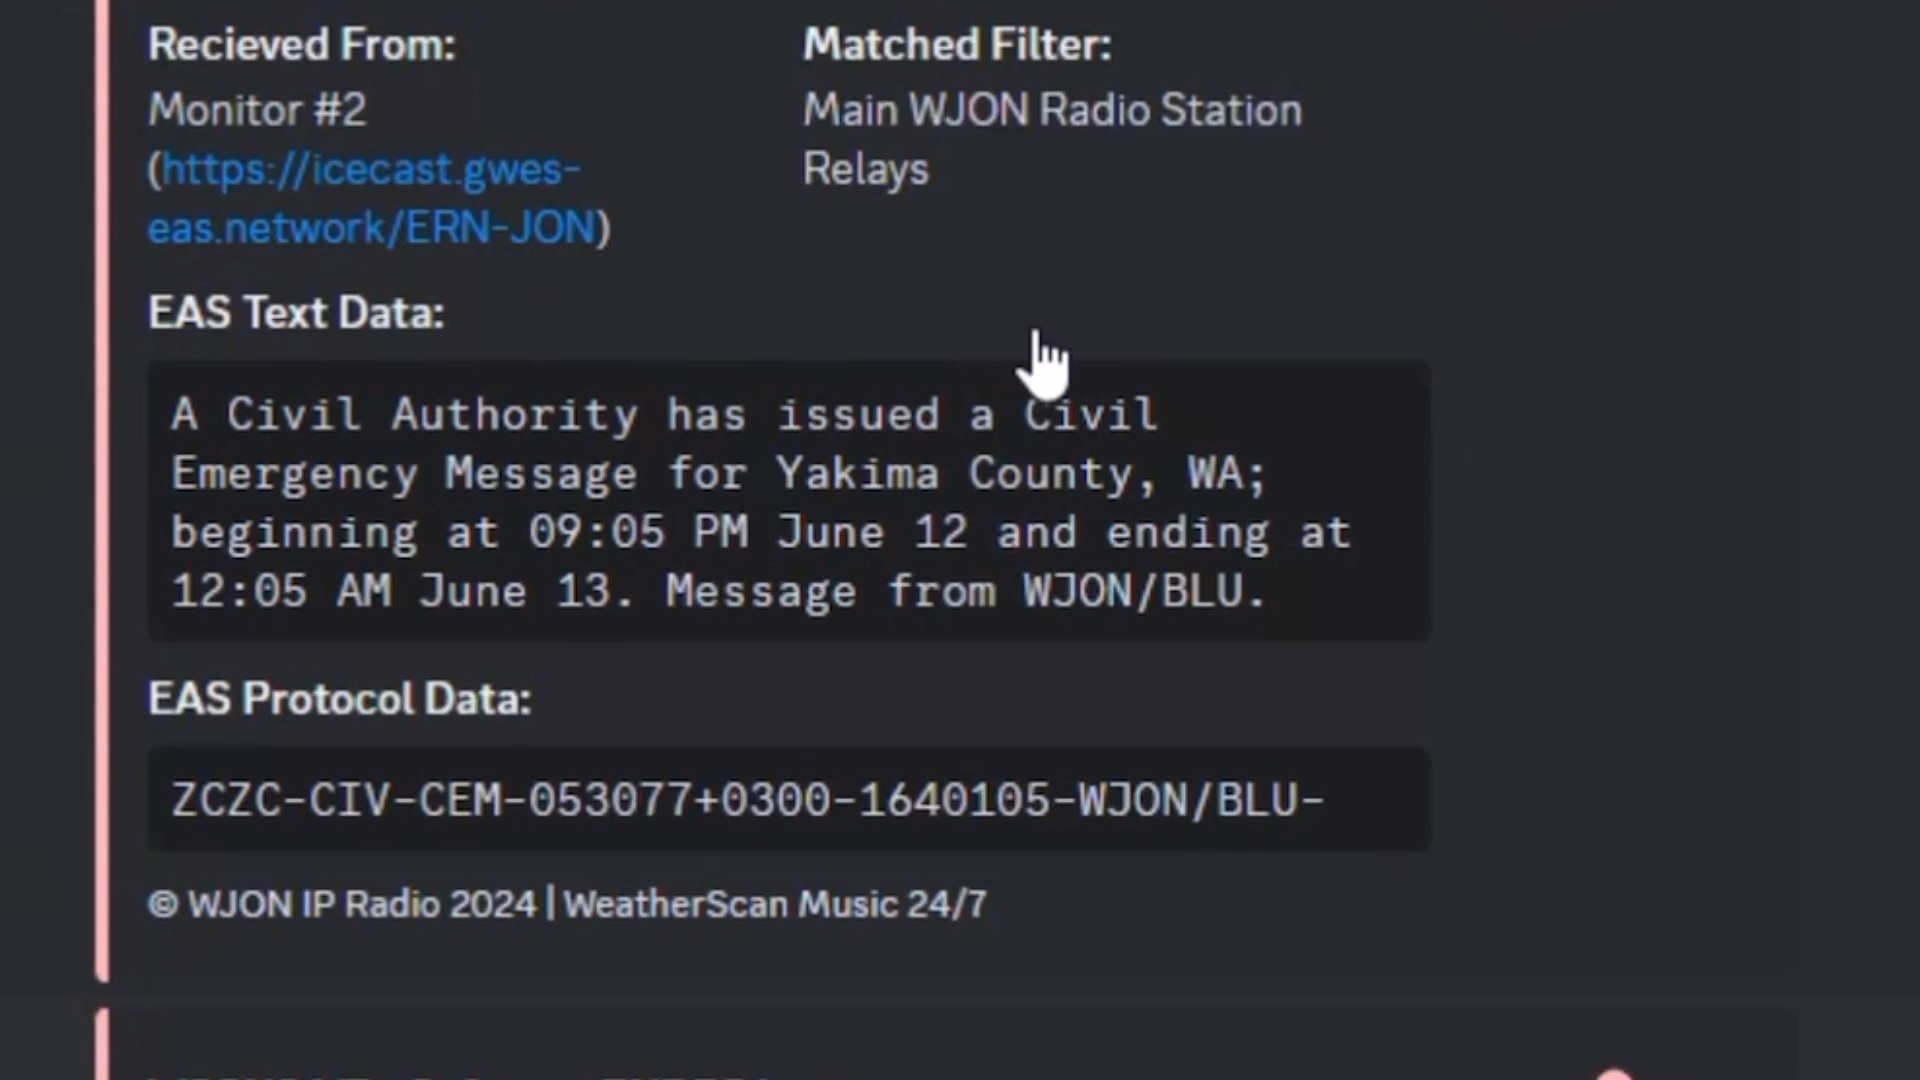 Recieved From:
Monitor #2
(https://icecast.gwes-
eas.network/ERN-JON)
Matched Filter:
Main WJON Radio Station
Relays
EAS Text Data:
A Civil Authority has issued a Civil
Emergency Message for Yakima County, WA;
beginning at 09:05 PM June 12 and ending at
12:05 AM June 13. Message from WJON/BLU.
EAS Protocol Data:
ZCZC-CIV-CEM-053077+0300-1640105-WJON/BLU-
© WJON IP Radio 2024 | WeatherScan Music 24/7